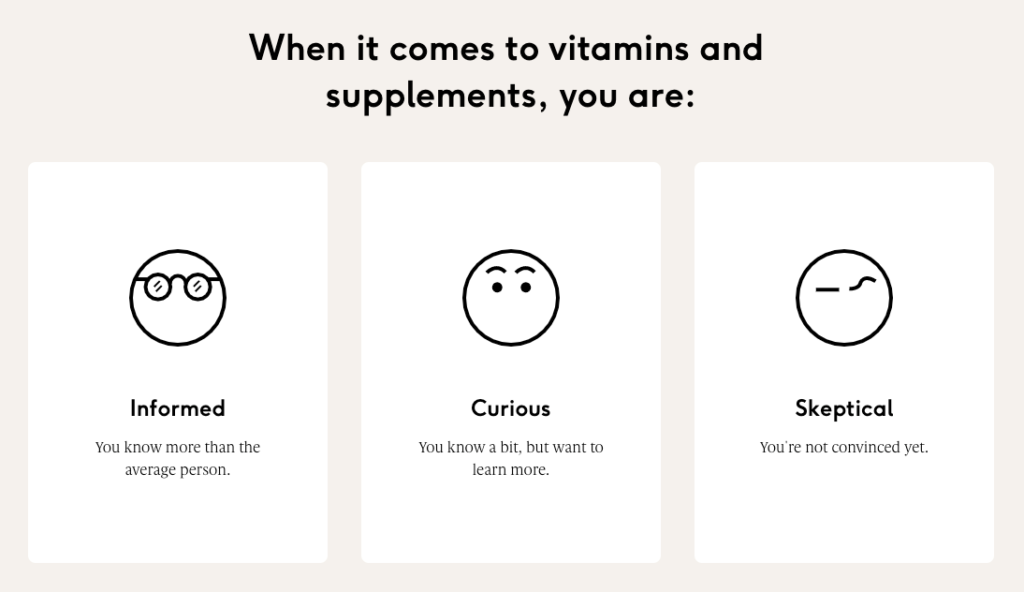 When it comes to vitamins and
supplements, you are:
Informed
You know more than the
average person.
Curious
You know a bit, but want to
learn more.
Skeptical
You're not convinced yet.